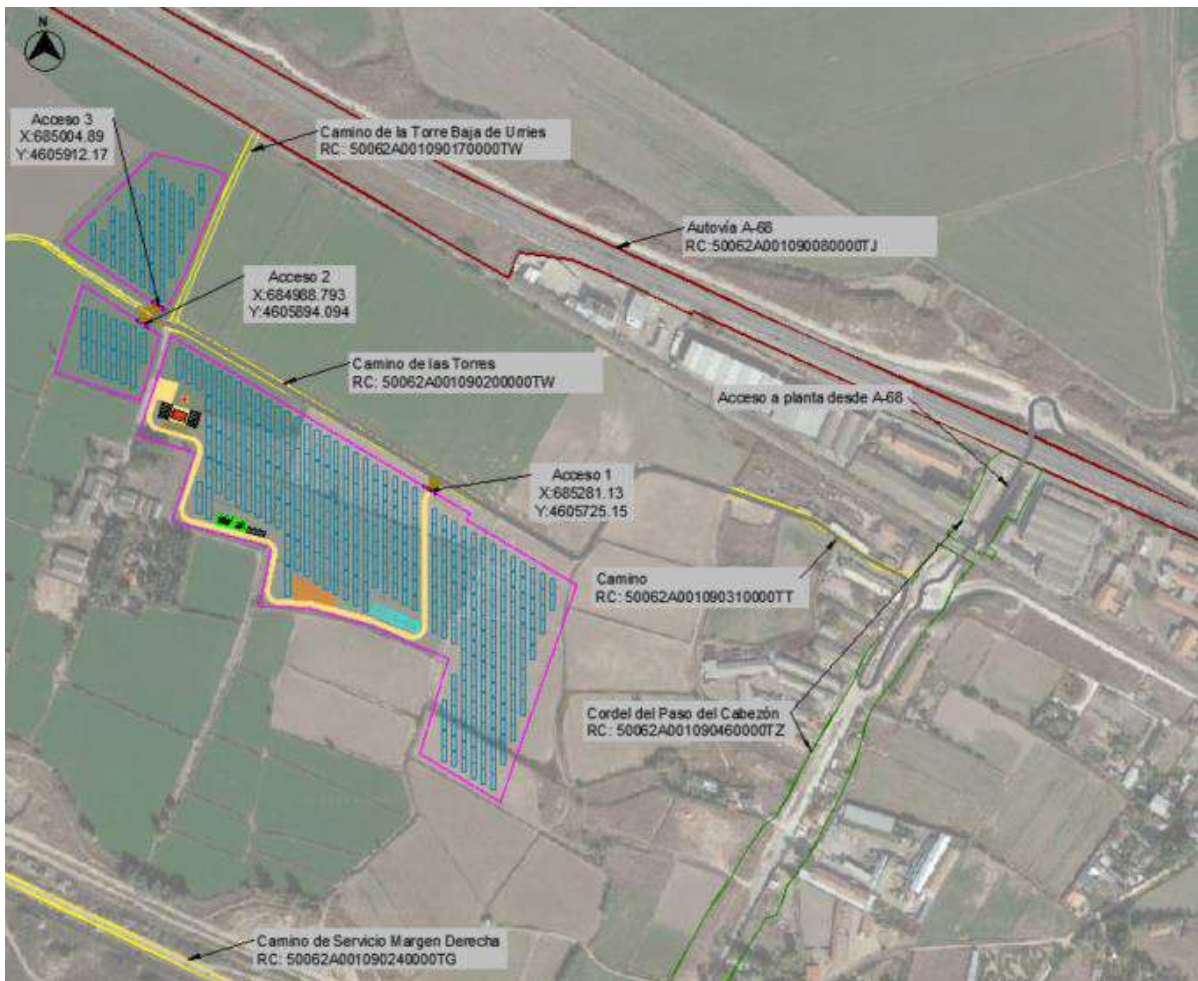 N
Acceso 3
X:685004.89
Y:4605912.17
Camino de la Torre Baja de Urries
RC: 50062A001090170000TW
Autovía A-68
RC:50062A001090080000TJ
Acceso 2
X:684988.793
Y:4605894.094
Camino de las Torres
RC: 50062A001090200000TW
Acceso a planta desde A-68
Acceso 1
X:685281.13
Y:4605725.15
Camino
RC: 50062A001090310000TT
Cordel del Paso del Cabezón
RC: 50062A001090460000TZ
Camino de Servicio Margen Derecha
RC: 50062A001090240000TG